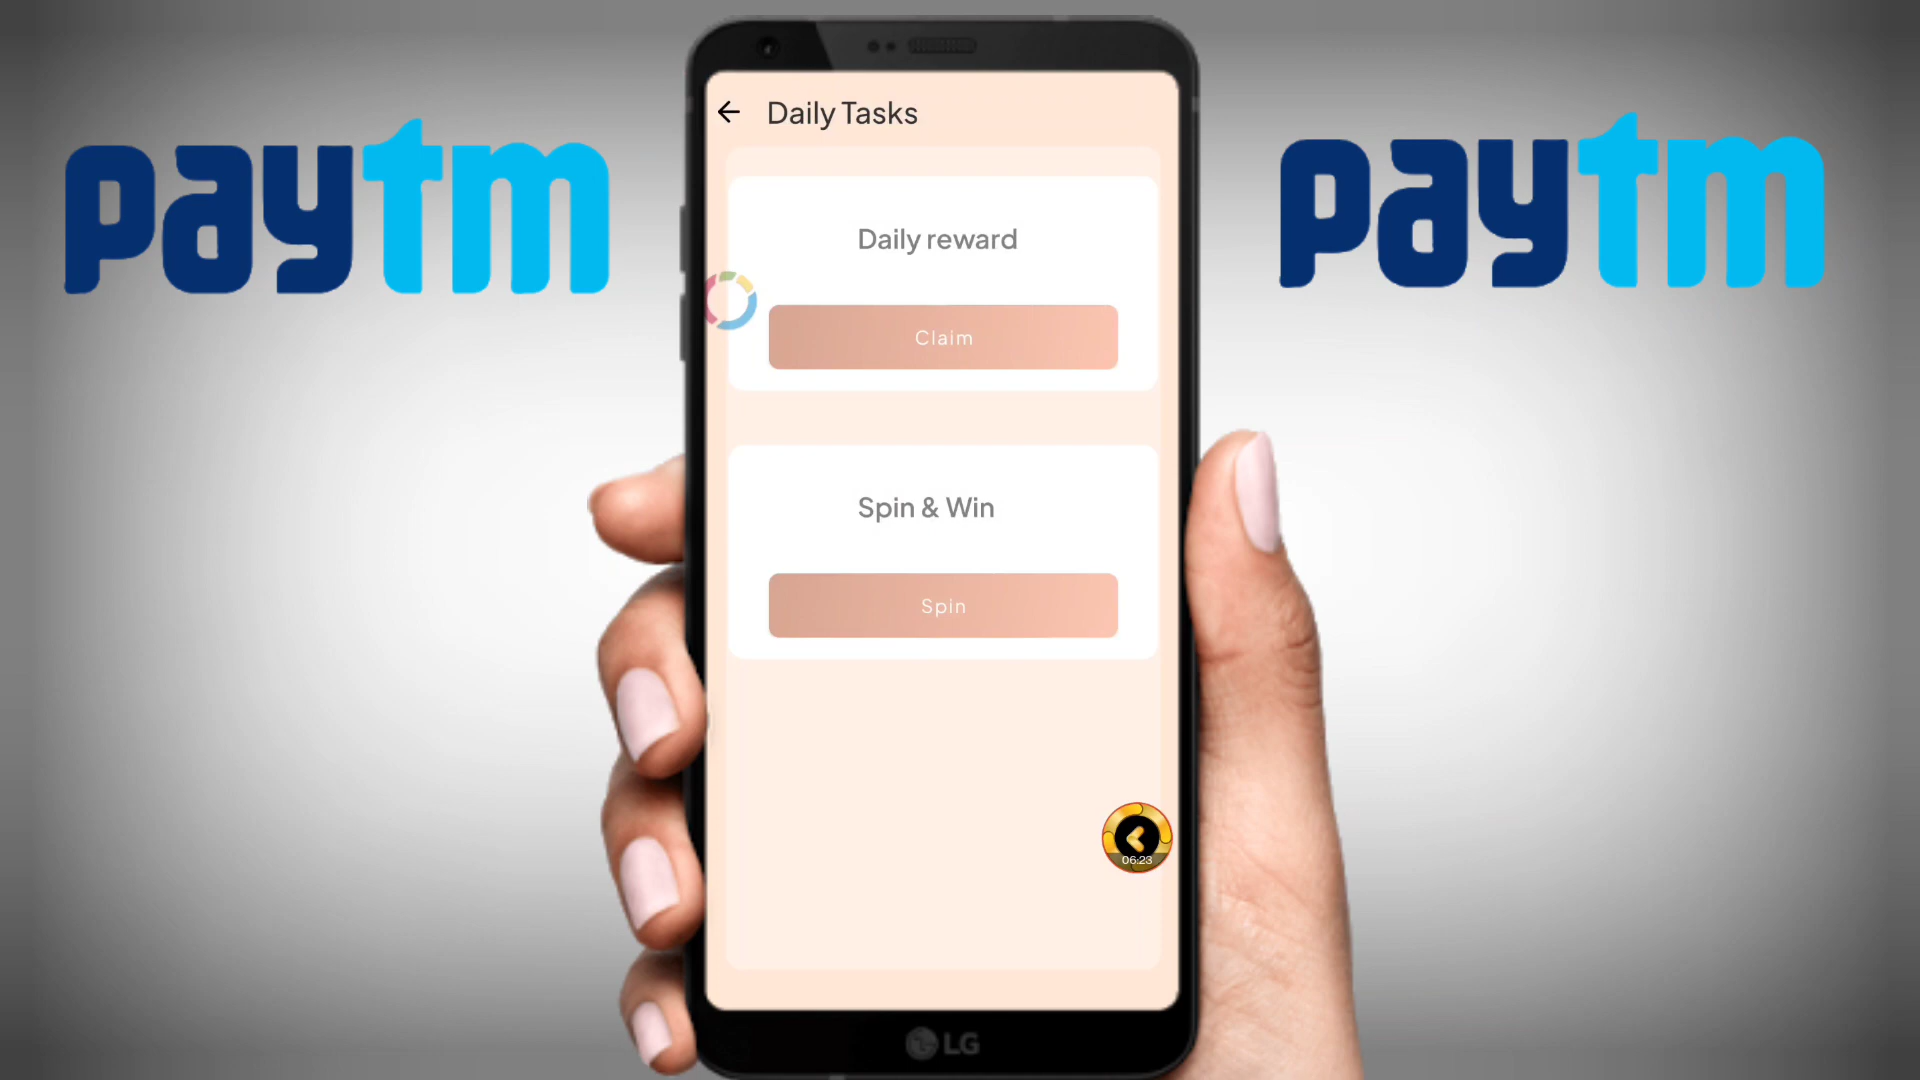 paytm
paytm
Daily Tasks
Daily reward
Claim
Spin & Win
Spin
06:23
LG